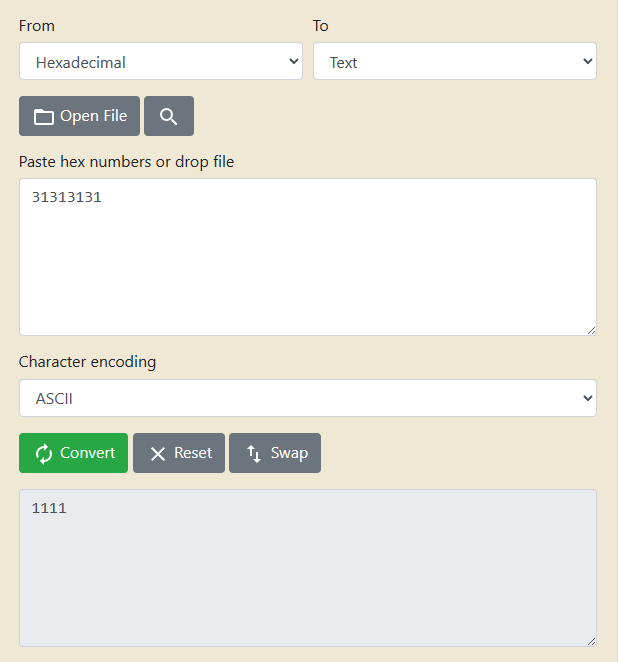 From To
Hexadecimal Text
Open File
Paste hex numbers or drop file
31313131
Character encoding
ASCII
Convert Reset Swap
1111